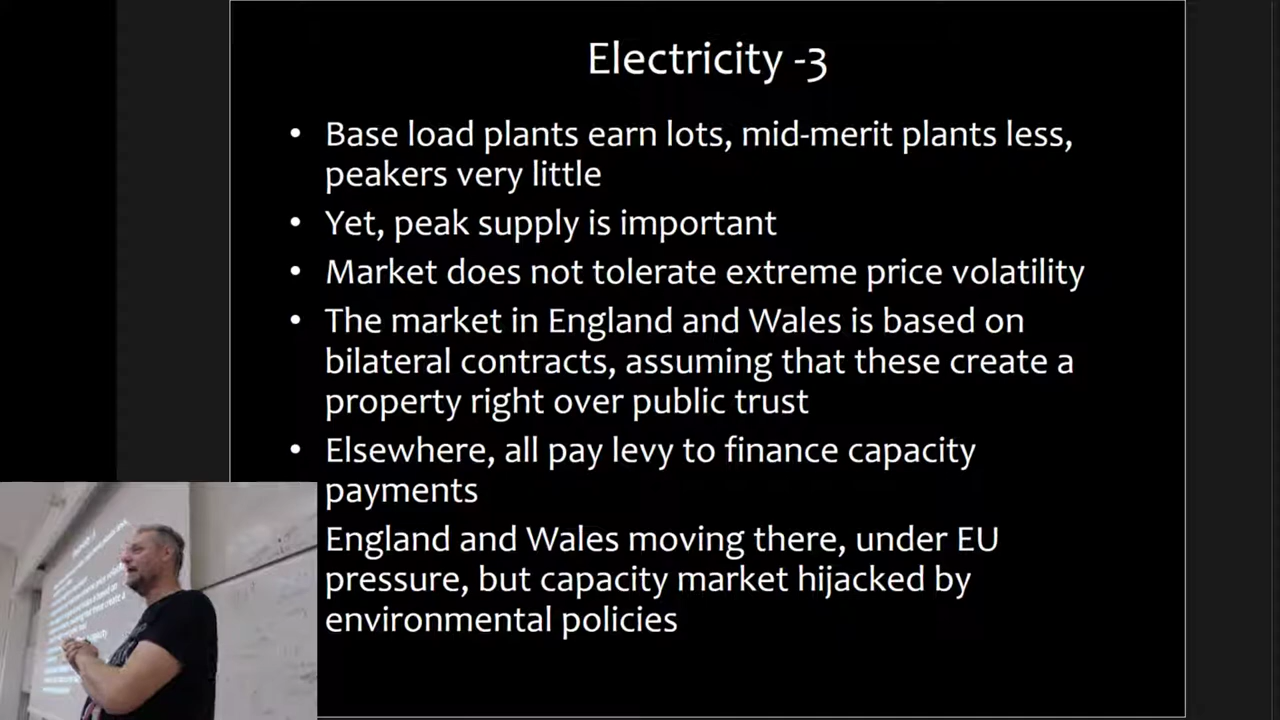 Electricity -3
• Base load plants earn lots, mid-merit plants less,
peakers very little
• Yet, peak supply is important
• Market does not tolerate extreme price volatility
• The market in England and Wales is based on
bilateral contracts, assuming that these create a
property right over public trust
• Elsewhere, all pay levy to finance capacity
payments
England and Wales moving there, under EU
pressure, but capacity market hijacked by
environmental policies